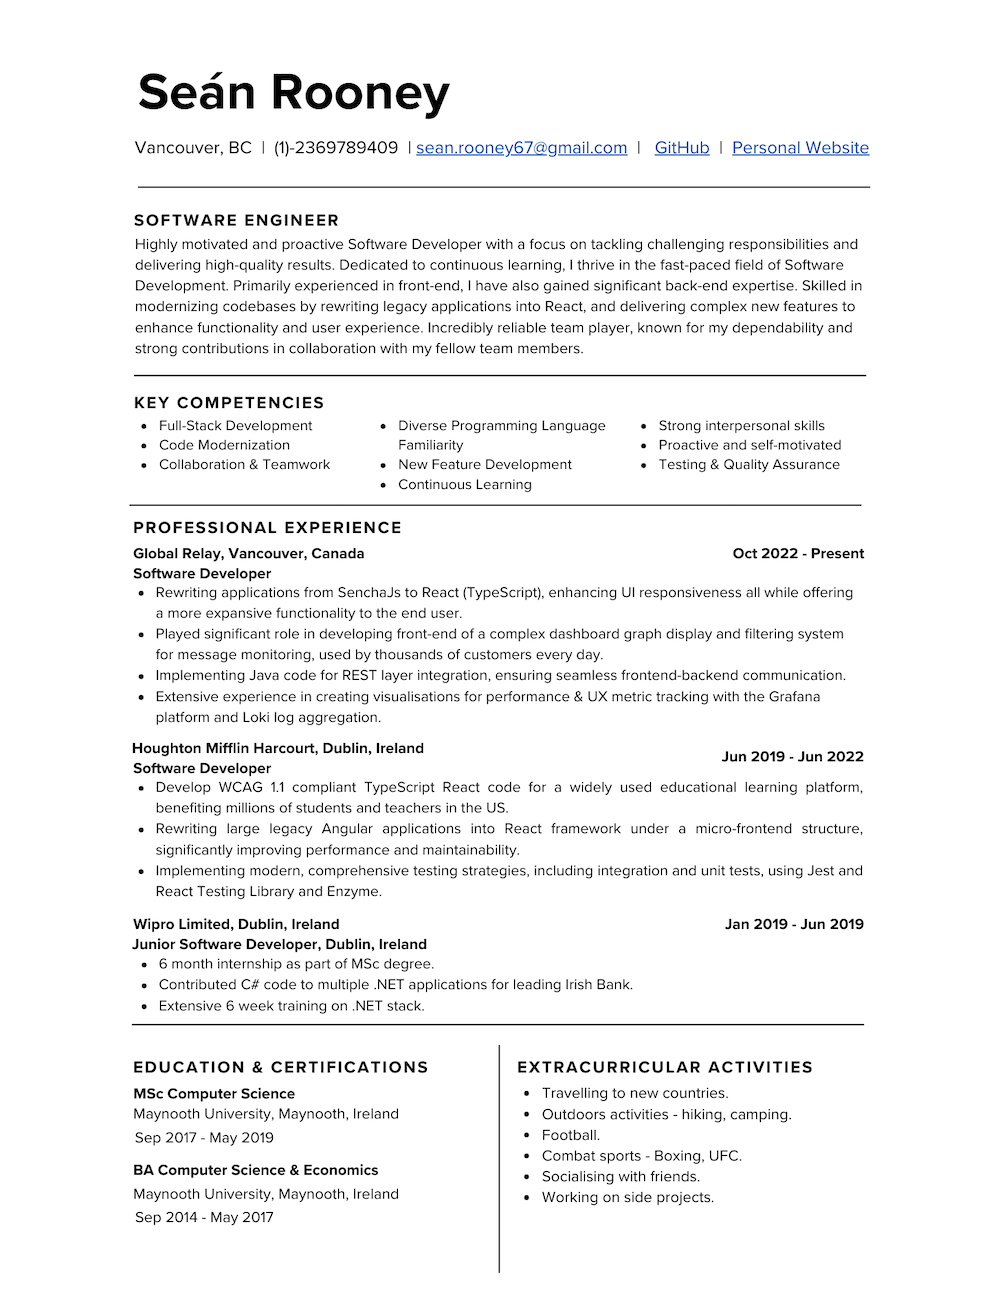 Seán Rooney
Vancouver, BC | (1)-2369789409 | sean.rooney67@gmail.com | GitHub | Personal Website
SOFTWARE ENGINEER
Highly motivated and proactive Software Developer with a focus on tackling challenging responsibilities and
delivering high-quality results. Dedicated to continuous learning, I thrive in the fast-paced field of Software
Development. Primarily experienced in front-end, I have also gained significant back-end expertise. Skilled in
modernizing codebases by rewriting legacy applications into React, and delivering complex new features to
enhance functionality and user experience. Incredibly reliable team player, known for my dependability and
strong contributions in collaboration with my fellow team members.
KEY COMPETENCIES
• Full-Stack Development
• Code Modernization
• Collaboration & Teamwork
• Diverse Programming Language
Familiarity
• New Feature Development
• Continuous Learning
• Strong interpersonal skills
• Proactive and self-motivated
• Testing & Quality Assurance
PROFESSIONAL EXPERIENCE
Global Relay, Vancouver, Canada Oct 2022 - Present
Software Developer
• Rewriting applications from SenchaJs to React (TypeScript), enhancing UI responsiveness all while offering
a more expansive functionality to the end user.
• Played significant role in developing front-end of a complex dashboard graph display and filtering system
for message monitoring, used by thousands of customers every day.
• Implementing Java code for REST layer integration, ensuring seamless frontend-backend communication.
• Extensive experience in creating visualisations for performance & UX metric tracking with the Grafana
platform and Loki log aggregation.
Houghton Mifflin Harcourt, Dublin, Ireland Jun 2019 - Jun 2022
Software Developer
• Develop WCAG 1.1 compliant TypeScript React code for a widely used educational learning platform,
benefiting millions of students and teachers in the US.
• Rewriting large legacy Angular applications into React framework under a micro-frontend structure,
significantly improving performance and maintainability.
• Implementing modern, comprehensive testing strategies, including integration and unit tests, using Jest and
React Testing Library and Enzyme.
Wipro Limited, Dublin, Ireland Jan 2019 - Jun 2019
Junior Software Developer, Dublin, Ireland
• 6 month internship as part of MSc degree.
• Contributed C# code to multiple .NET applications for leading Irish Bank.
• Extensive 6 week training on .NET stack.
EDUCATION & CERTIFICATIONS
MSc Computer Science
Maynooth University, Maynooth, Ireland
Sep 2017 - May 2019
BA Computer Science & Economics
Maynooth University, Maynooth, Ireland
Sep 2014 - May 2017
EXTRACURRICULAR ACTIVITIES
• Travelling to new countries.
• Outdoors activities - hiking, camping.
• Football.
• Combat sports - Boxing, UFC.
• Socialising with friends.
• Working on side projects.